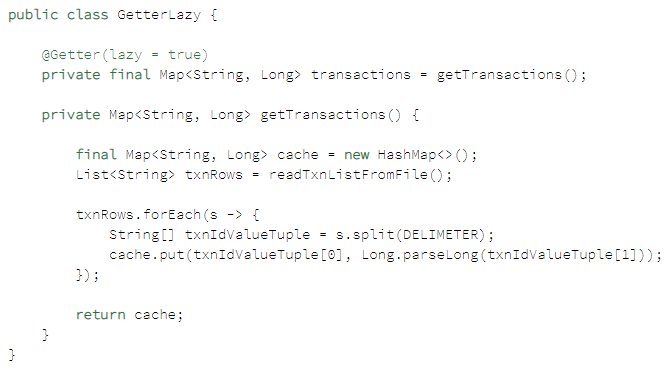 public class GetterLazy {
@Getter(lazy = true)
private final Map<String, Long> transactions = getTransactions();
private Map<String, Long> getTransactions() {
final Map<String, Long> cache = new HashMap<>();
List<String> txnRows = readTxnListFromFile();
txnRows.forEach(s -> {
String[] txnIdValueTuple = s.split(DELIMETER);
cache.put(txnIdValueTuple[0], Long.parseLong(txnIdValueTuple[1]));
});
return cache;
}
}